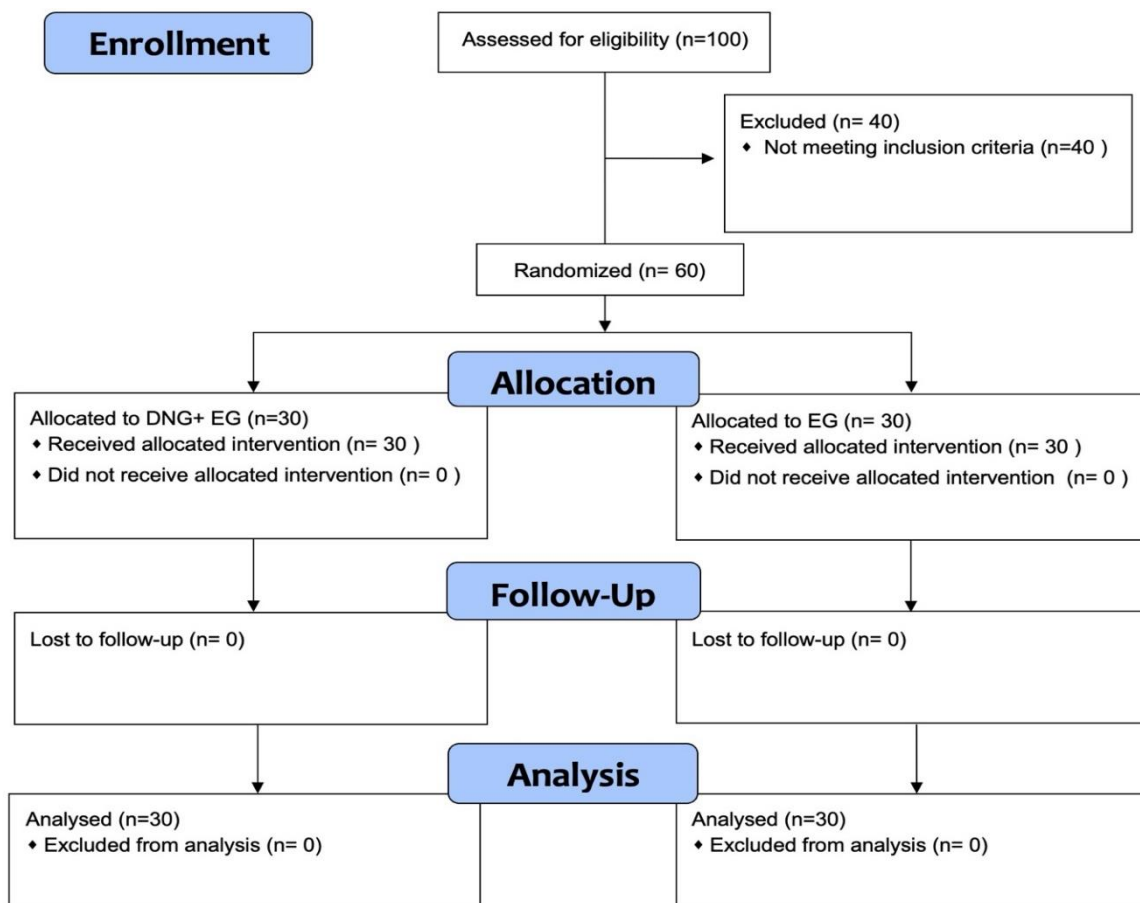 Enrollment
Assessed for eligibility (n=100)
Excluded (n= 40)
♦ Not meeting inclusion criteria (n=40 )
Randomized (n= 60)
Allocation
Allocated to DNG+ EG (n=30)
♦ Received allocated intervention (n= 30 )
♦ Did not receive allocated intervention (n= 0 )
Allocated to EG (n= 30)
♦ Received allocated intervention (n= 30 )
♦ Did not receive allocated intervention  (n= 0 )
Follow-Up
Lost to follow-up (n= 0)
Lost to follow-up (n= 0)
Analysis
Analysed (n=30)
♦ Excluded from analysis (n= 0)
Analysed (n=30)
♦ Excluded from analysis (n= 0)